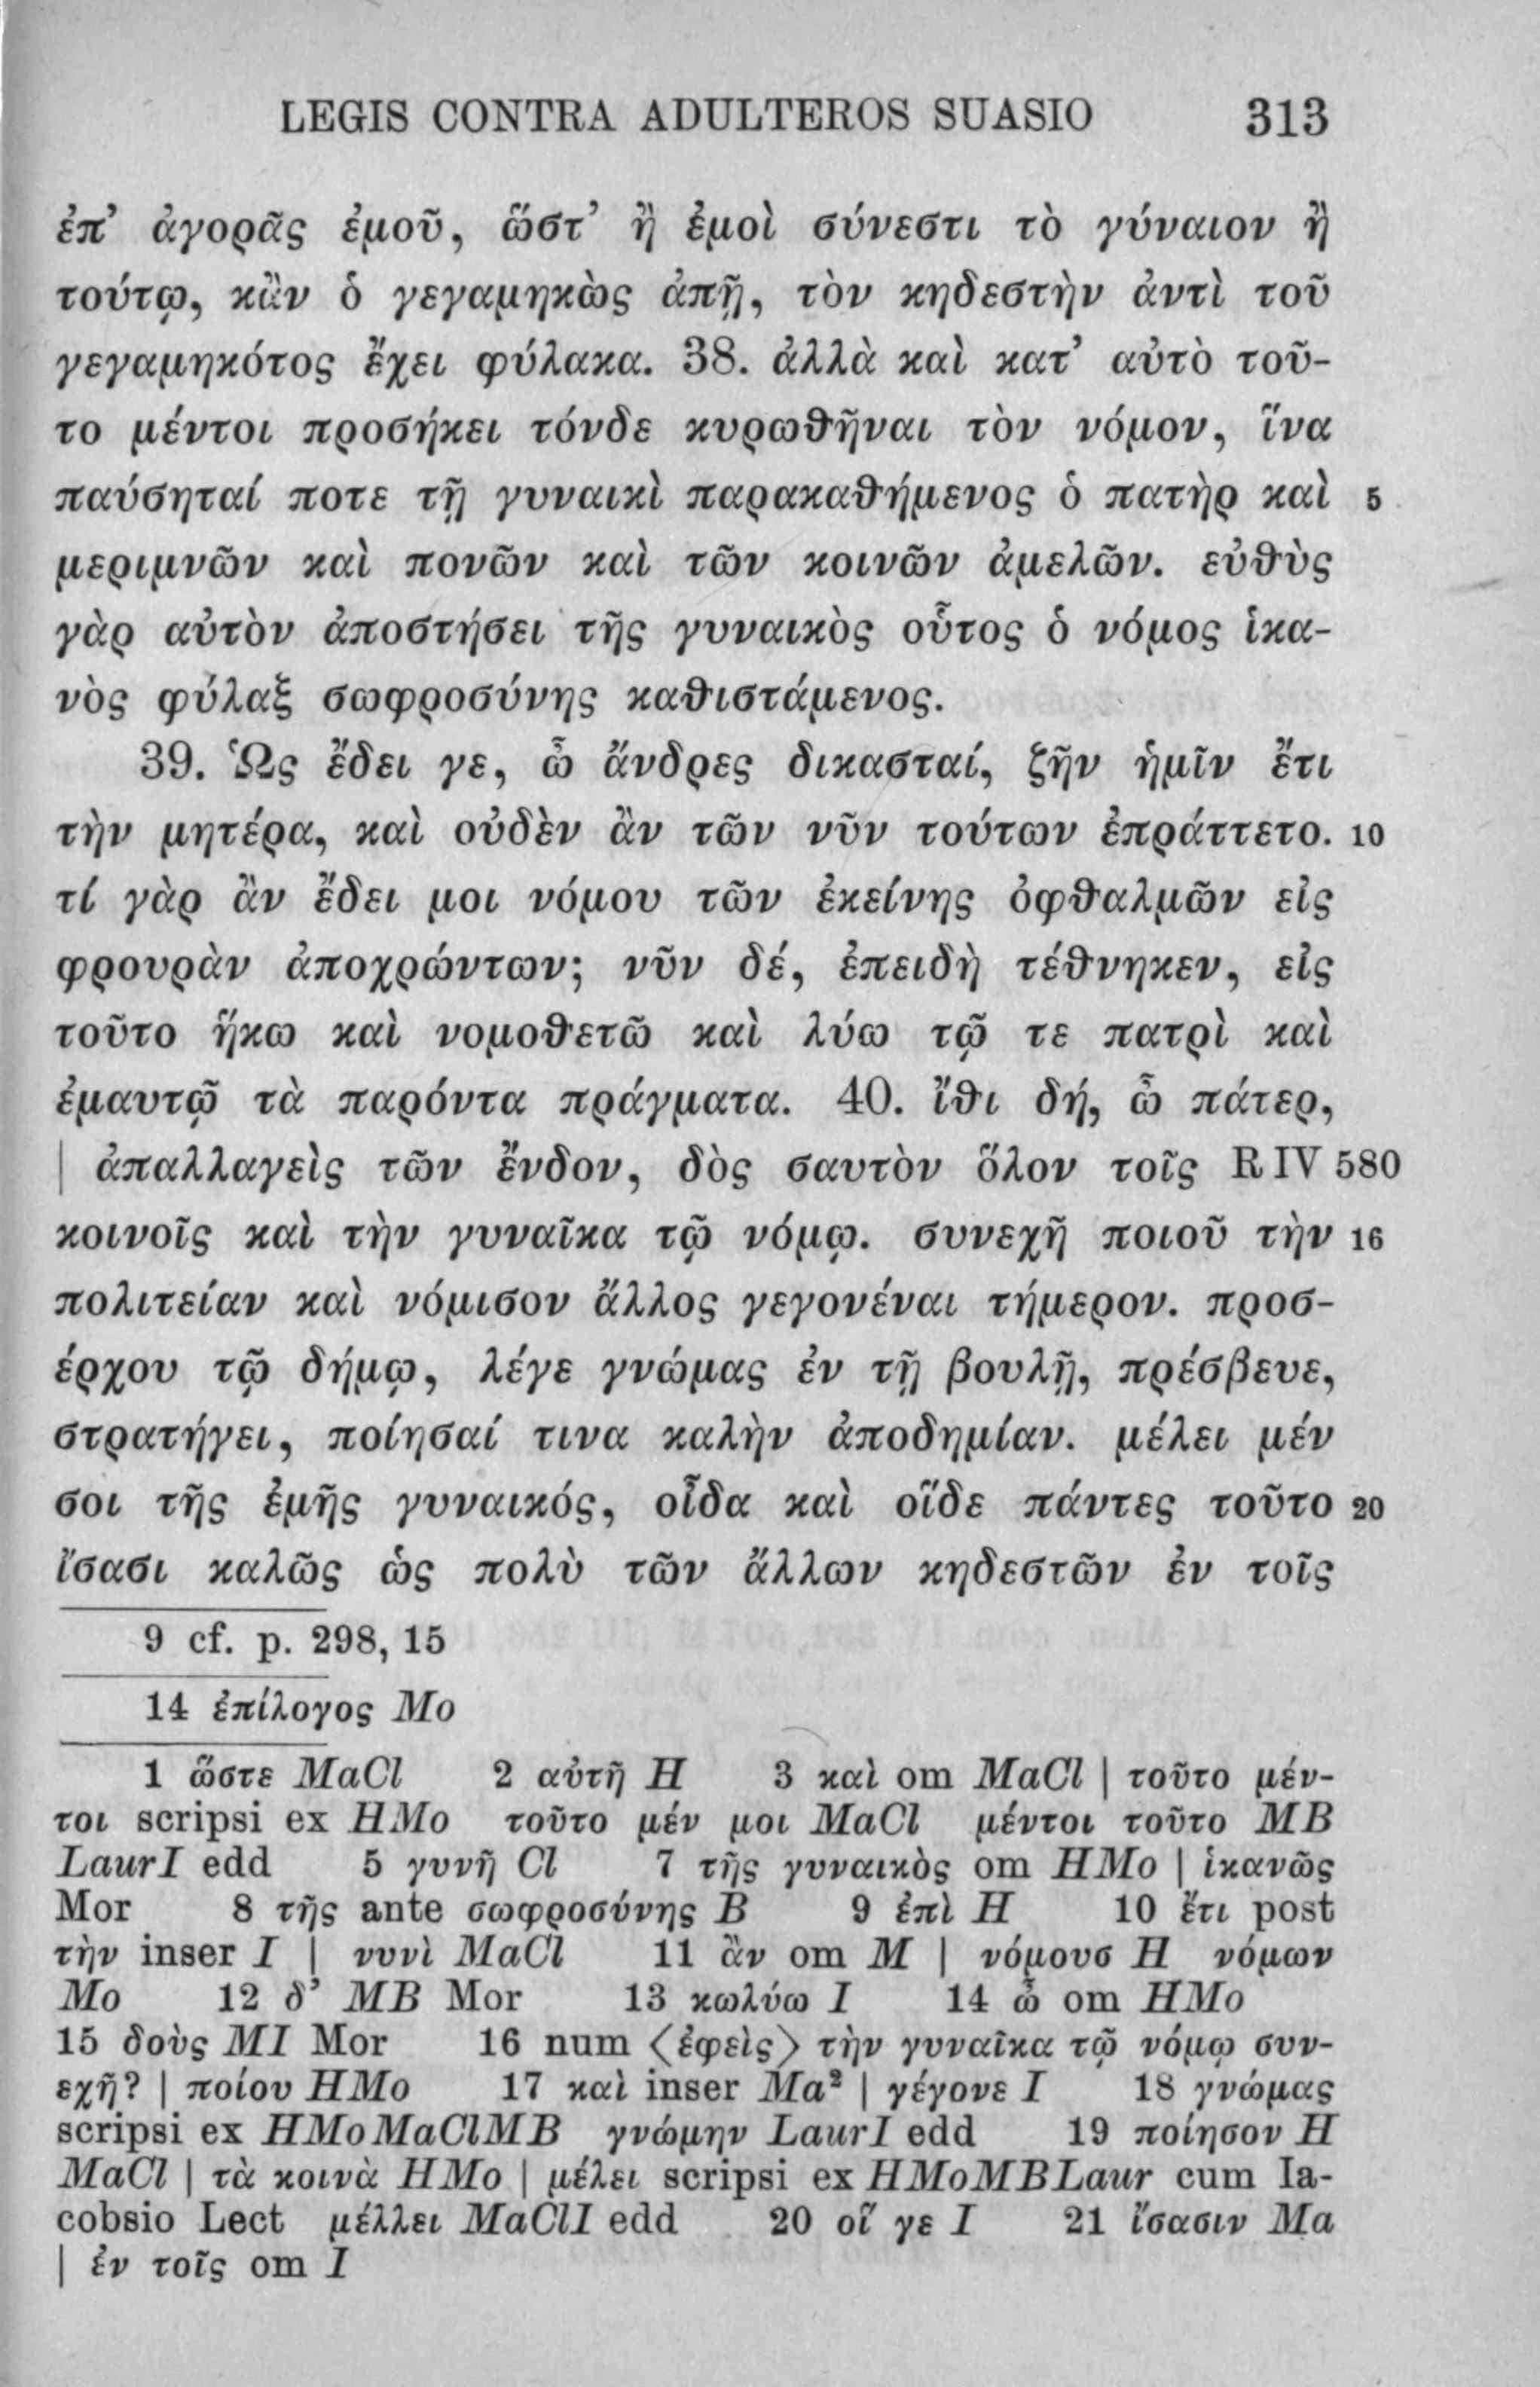 LEGIS CONTRA ADULTEROS SUASIO 313
ἐπ’ ἀγορᾶς ἐμοῦ, ὥστ’ ἢ ἐμοὶ σύνεστι τὸ γύναιον ἢ
τούτῳ, κἂν ὁ γεγαμηκὼς ἀπῇ, τὸν κηδεστὴν ἀντὶ τοῦ
γεγαμηκότος ἔχει φύλακα. 38. ἀλλὰ καὶ κατ’ αὐτὸ τοῦ-
το μέντοι προσήκει τόνδε κυρωθῆναι τὸν νόμον, ἵνα
παύσηταί ποτε τῇ γυναικὶ παρακαθήμενος ὁ πατὴρ καὶ 5
μεριμνῶν καὶ πονῶν καὶ τῶν κοινῶν ἀμελῶν. εὐθὺς
γὰρ αὐτὸν ἀποστήσει τῆς γυναικὸς οὗτος ὁ νόμος ἱκα-
νὸς φύλαξ σωφροσύνης καθιστάμενος.
39. Ὡς ἔδει γε, ὦ ἄνδρες δικασταί, ζῆν ἡμῖν ἔτι
τὴν μητέρα, καὶ οὐδὲν ἂν τῶν νῦν τούτων ἐπράττετο. 10
τί γὰρ ἂν ἔδει μοι νόμου τῶν ἐκείνης ὀφθαλμῶν εἰς
φρουρὰν ἀποχρώντων; νῦν δέ, ἐπειδὴ τέθνηκεν, εἰς
τοῦτο ἥκω καὶ νομοθετῶ καὶ λύω τῷ τε πατρὶ καὶ
ἐμαυτῷ τὰ παρόντα πράγματα. 40. ἴθι δή, ὦ πάτερ,
| ἀπαλλαγεὶς τῶν ἔνδον, δὸς σαυτὸν ὅλον τοῖς R IV 580
κοινοῖς καὶ τὴν γυναῖκα τῷ νόμῳ. συνεχῆ ποιοῦ τὴν 16
πολιτείαν καὶ νόμισον ἄλλος γεγονέναι τήμερον. προσ-
έρχου τῷ δήμῳ, λέγε γνώμας ἐν τῇ βουλῇ, πρέσβευε,
στρατήγει, ποίησαί τινα καλὴν ἀποδημίαν. μέλει μέν
σοι τῆς ἐμῆς γυναικός, οἶδα καὶ οἵδε πάντες τοῦτο 20
ἴσασι καλῶς ὡς πολὺ τῶν ἄλλων κηδεστῶν ἐν τοῖς
9 cf. p. 298, 15
14 ἐπίλογος Mo
1 ὥστε MaCl 2 αὐτῆ H 3 καὶ om MaCl | τοῦτο μέν-
τοι scripsi ex HMo τοῦτο μέν μοι MaCl μέντοι τοῦτο MB
LaurI edd 5 γυνῆ Cl 7 τῆς γυναικὸς om HMo | ἱκανῶς
Mor 8 τῆς ante σωφροσύνης B 9 ἐπὶ H 10 ἔτι post
τὴν inser I | νυνὶ MaCl 11 ἂν om M | νόμουσ H νόμων
Mo 12 δ’ MB Mor 13 κωλύω I 14 ὦ om HMo
15 δοὺς MI Mor 16 num ⟨ἐφεὶς⟩ τὴν γυναῖκα τῷ νόμῳ συν-
εχῆ? | ποίου HMo 17 καὶ inser Ma² | γέγονε I 18 γνώμας
scripsi ex HMoMaClMB γνώμην LaurI edd 19 ποίησον H
MaCl | τὰ κοινὰ HMo | μέλει scripsi ex HMoMBLaur cum Ia-
cobsio Lect μέλλει MaClI edd 20 οἵ γε I 21 ἴσασιν Ma
| ἐν τοῖς om I